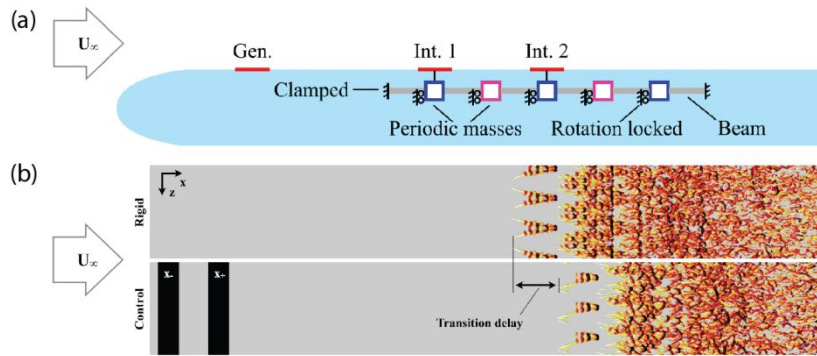 (a)
U∞
Gen.
Int. 1
Int. 2
Clamped
Periodic masses
Rotation locked
Beam
(b)
U∞
Rigid
x
z
Control
x-
x+
Transition delay